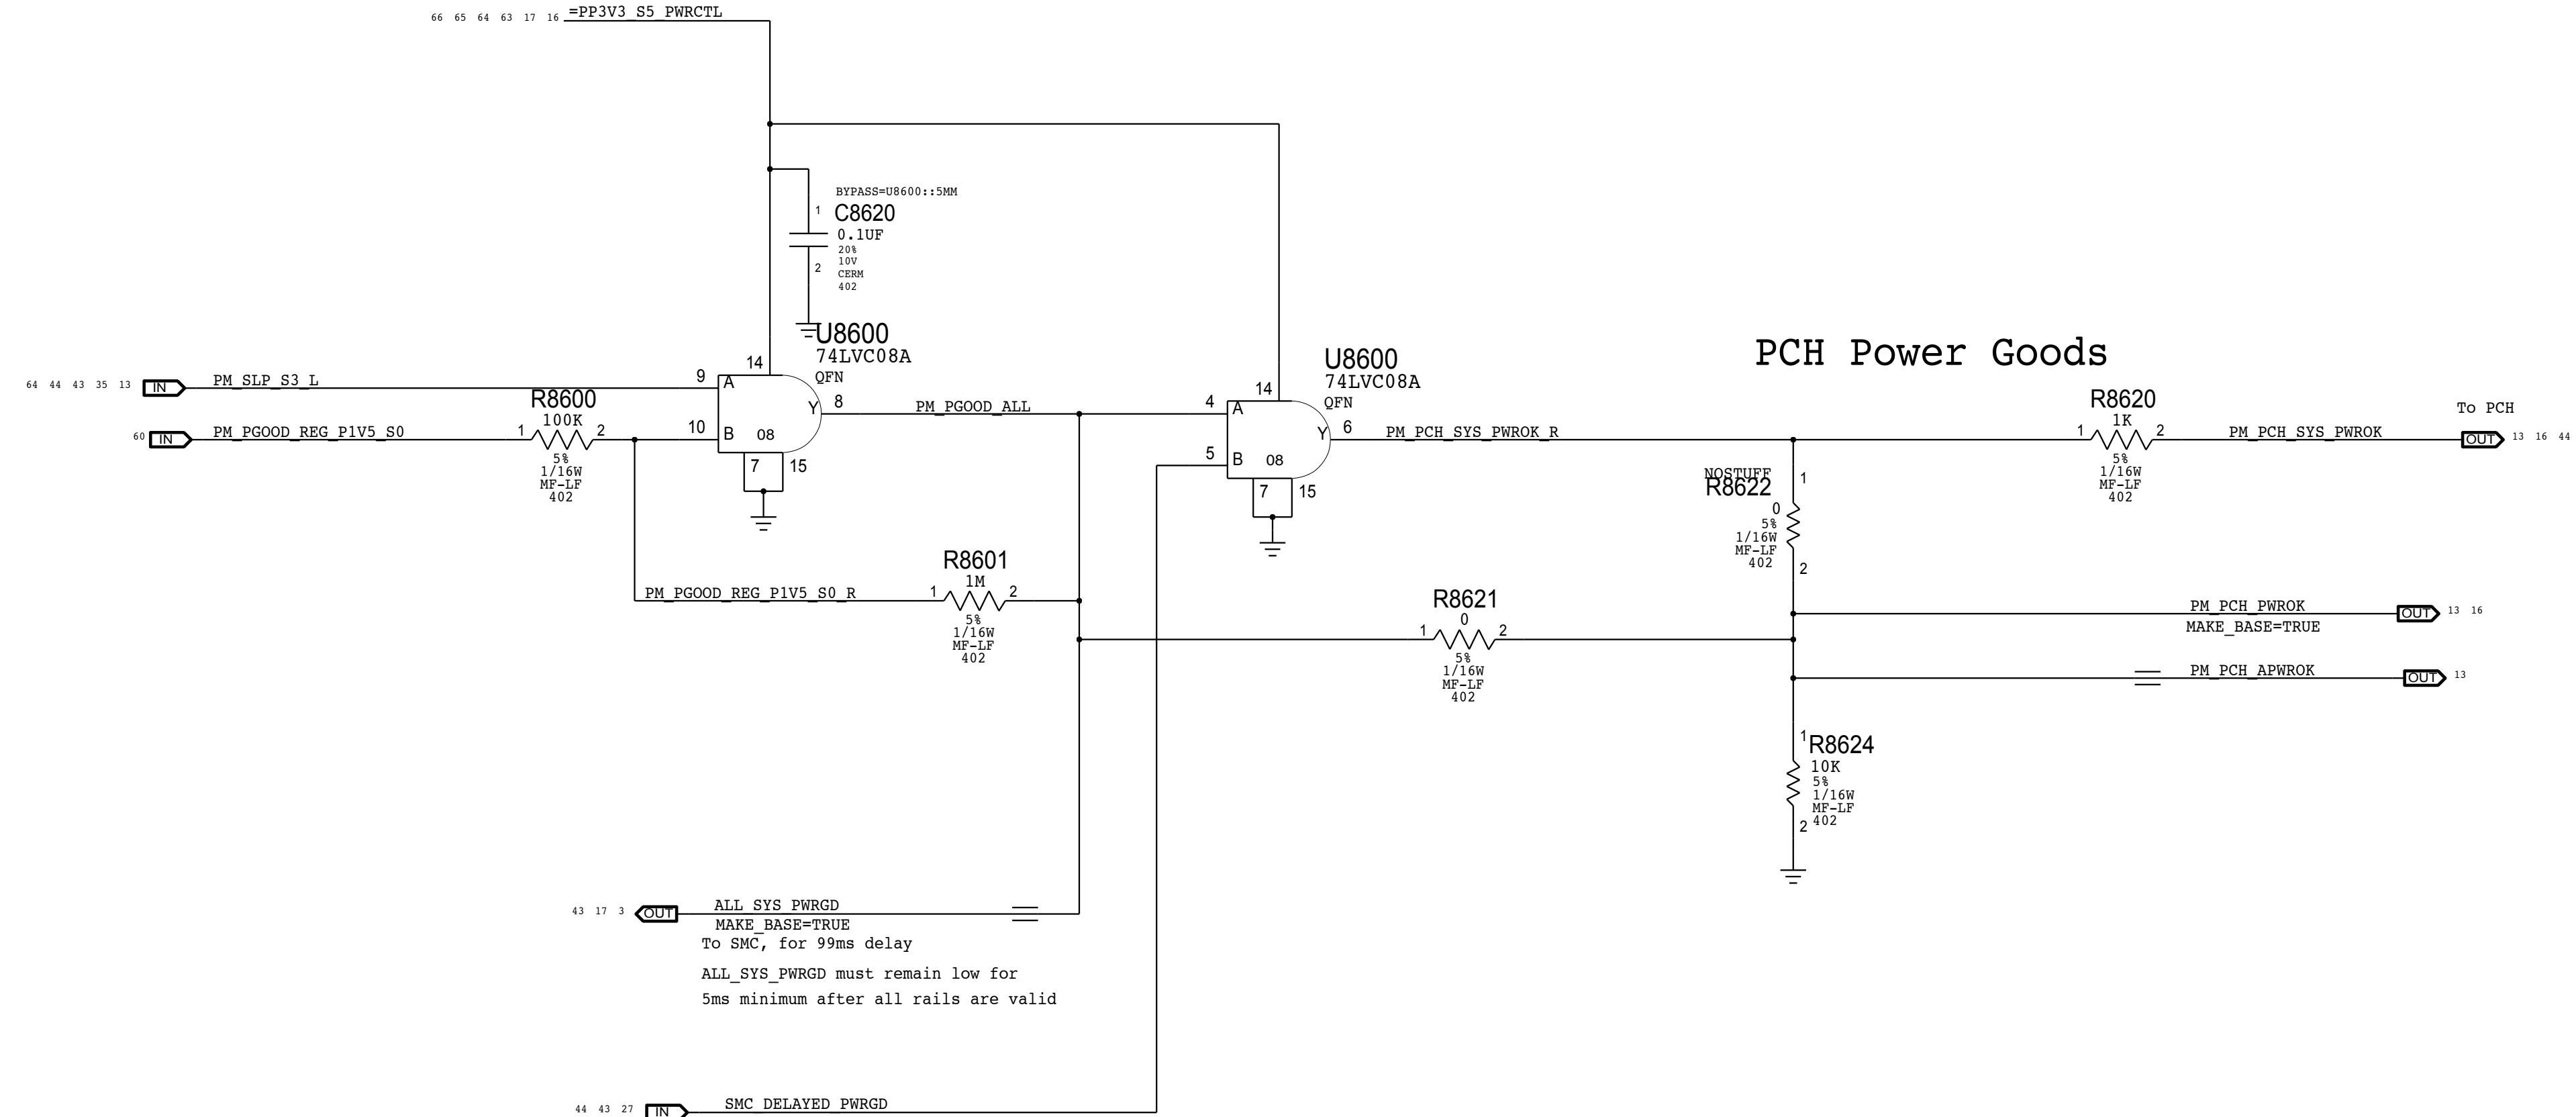 66 65 64 63 17 16 =PP3V3_S5_PWRCTL
BYPASS=U8600::5MM
1
C8620
0.1UF
20%
10V
2
CERM
402
U8600
74LVC08A
QFN
14
64 44 43 35 13 IN PM_SLP_S3_L
9 A
R8600
100K
60 IN PM_PGOOD_REG_P1V5_S0
1 2
5%
1/16W
MF-LF
402
10 B
08
Y 8
7 15
PM_PGOOD_ALL
U8600
74LVC08A
QFN
14
4 A
5 B
08
Y 6
7 15
PM_PCH_SYS_PWROK_R
PCH Power Goods
R8620
1K
1 2
5%
1/16W
MF-LF
402
To PCH
PM_PCH_SYS_PWROK
OUT 13 16 44
NOSTUFF
R8622
1
0
5%
1/16W
MF-LF
402
2
R8601
1M
PM_PGOOD_REG_P1V5_S0_R
1 2
5%
1/16W
MF-LF
402
R8621
0
1 2
5%
1/16W
MF-LF
402
PM_PCH_PWROK
OUT 13 16
MAKE_BASE=TRUE
PM_PCH_APWROK
OUT 13
1
R8624
10K
5%
1/16W
MF-LF
2 402
43 17 3 OUT ALL_SYS_PWRGD
MAKE_BASE=TRUE
To SMC, for 99ms delay
ALL_SYS_PWRGD must remain low for
5ms minimum after all rails are valid
44 43 27 IN SMC_DELAYED_PWRGD